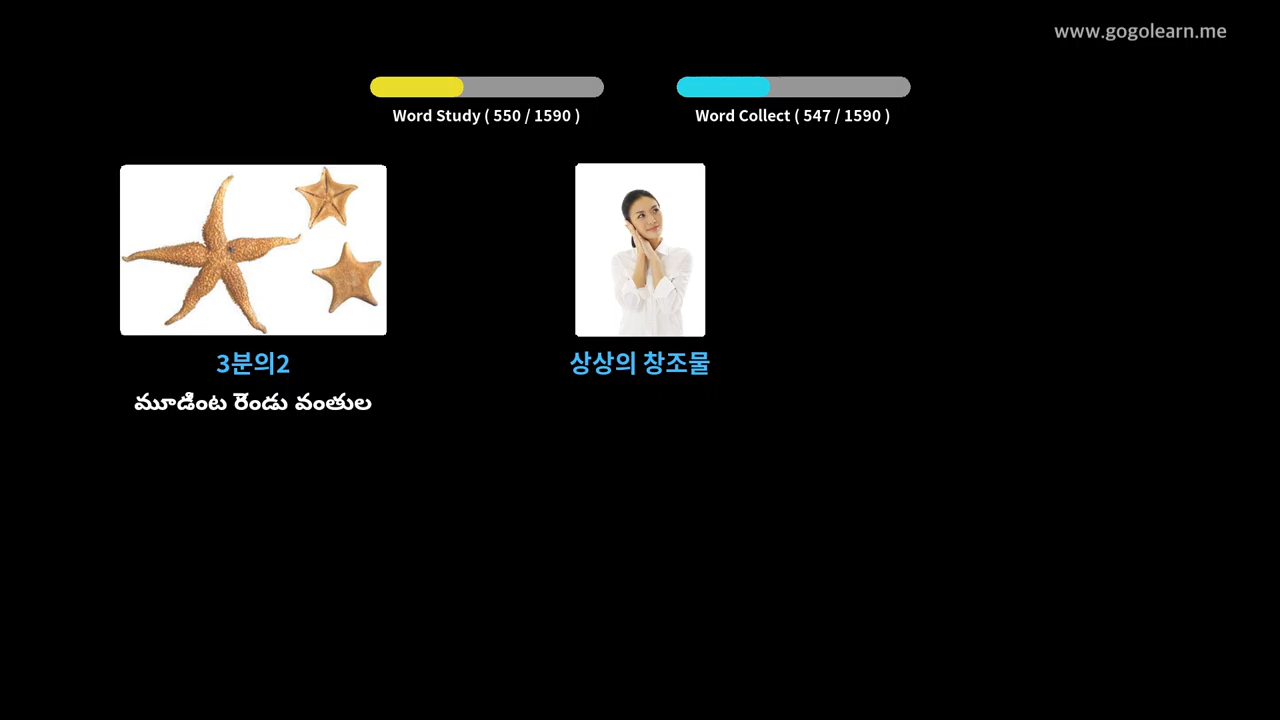 www.gogolearn.me
Word Study ( 550 / 1590 )
Word Collect ( 547 / 1590 )
3분의2
상상의 창조물
మూడింట రెండు వంతుల